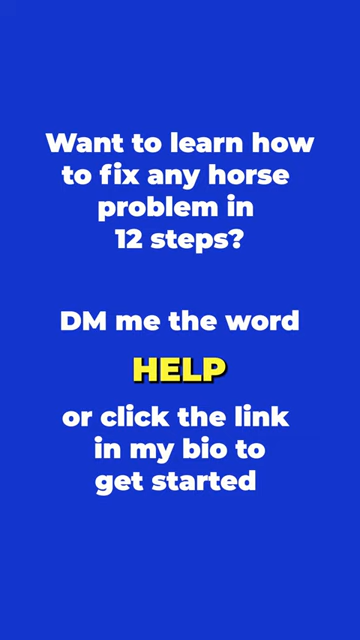 Want to learn how
to fix any horse
problem in
12 steps?
DM me the word
HELP
or click the link
in my bio to
get started